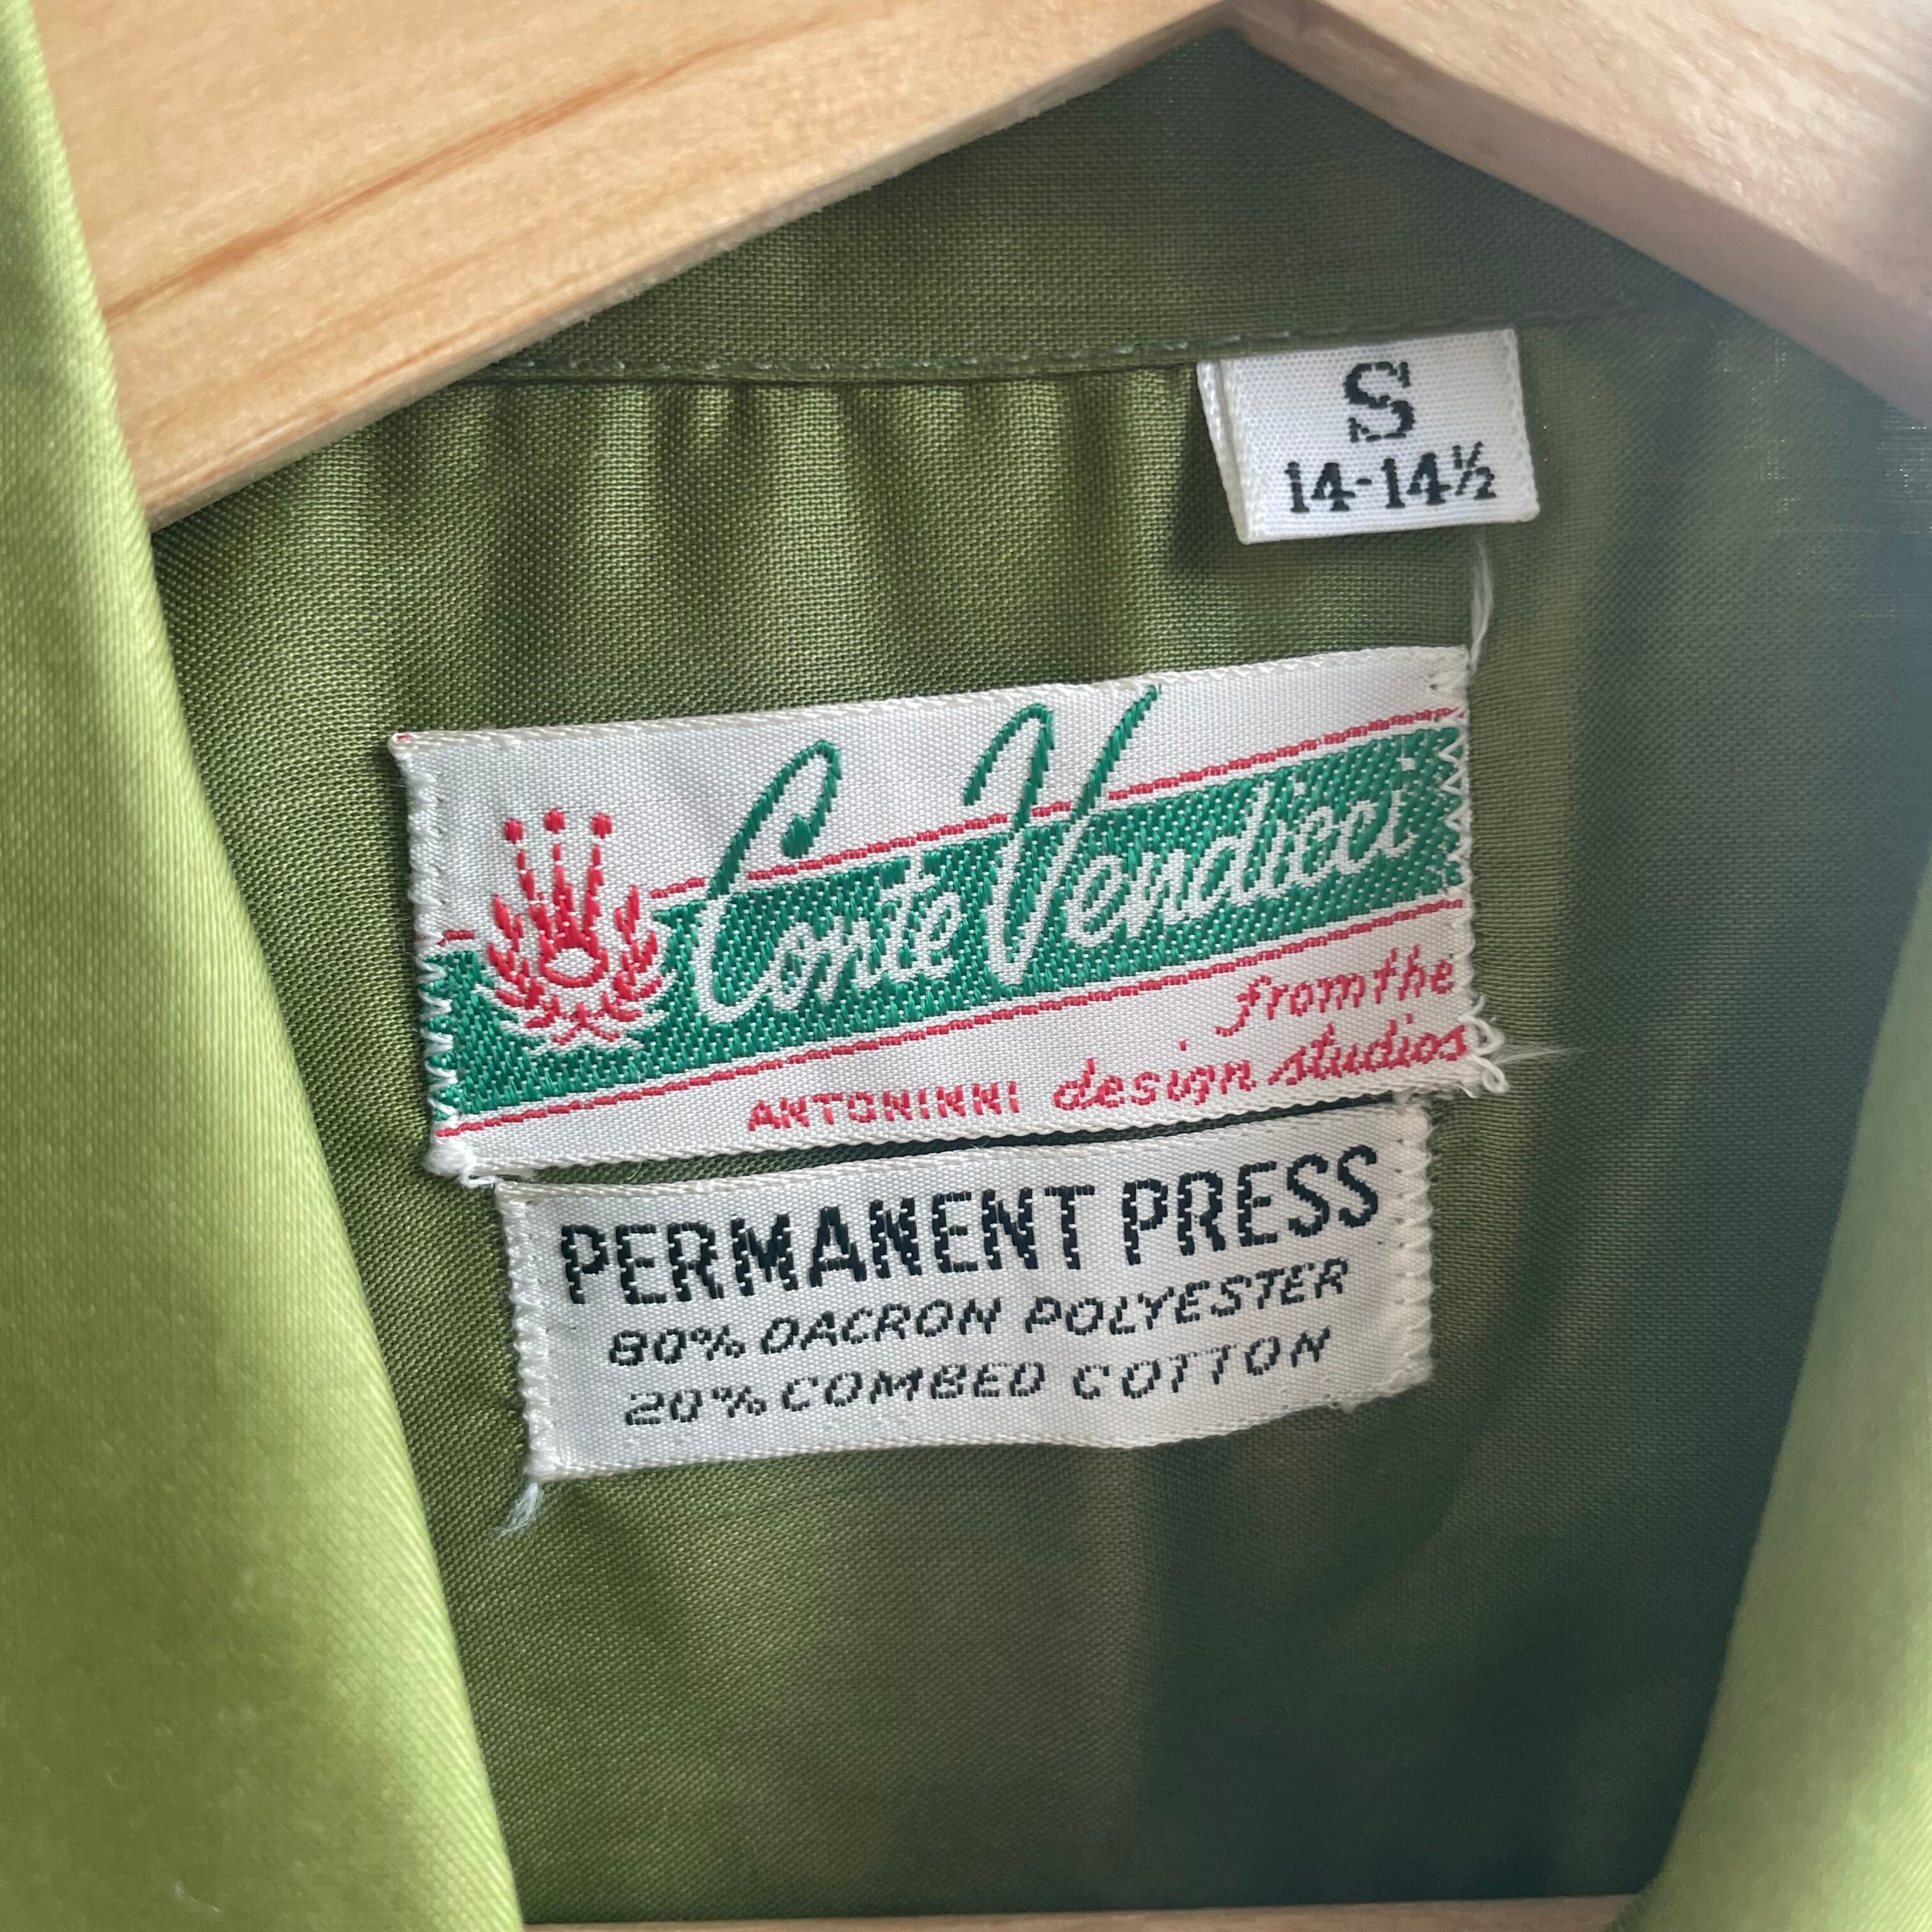 S
14-14½
Conte Vendicci
from the
ANTONINNI design studios
PERMANENT PRESS
80% DACRON POLYESTER
20% COMBED COTTON